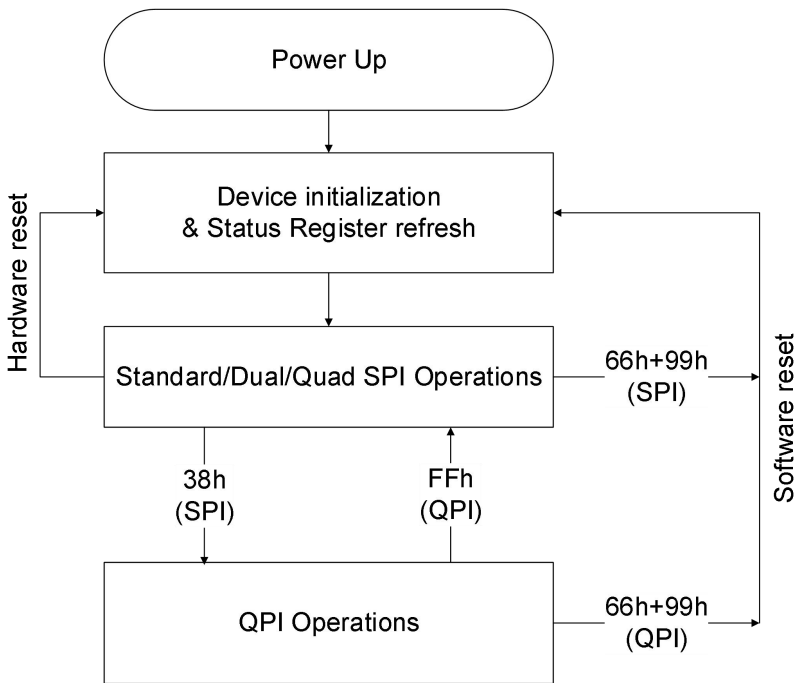 Power Up
Device initialization
& Status Register refresh
Hardware reset
Standard/Dual/Quad SPI Operations
66h+99h
(SPI)
Software reset
38h
(SPI)
FFh
(QPI)
QPI Operations
66h+99h
(QPI)